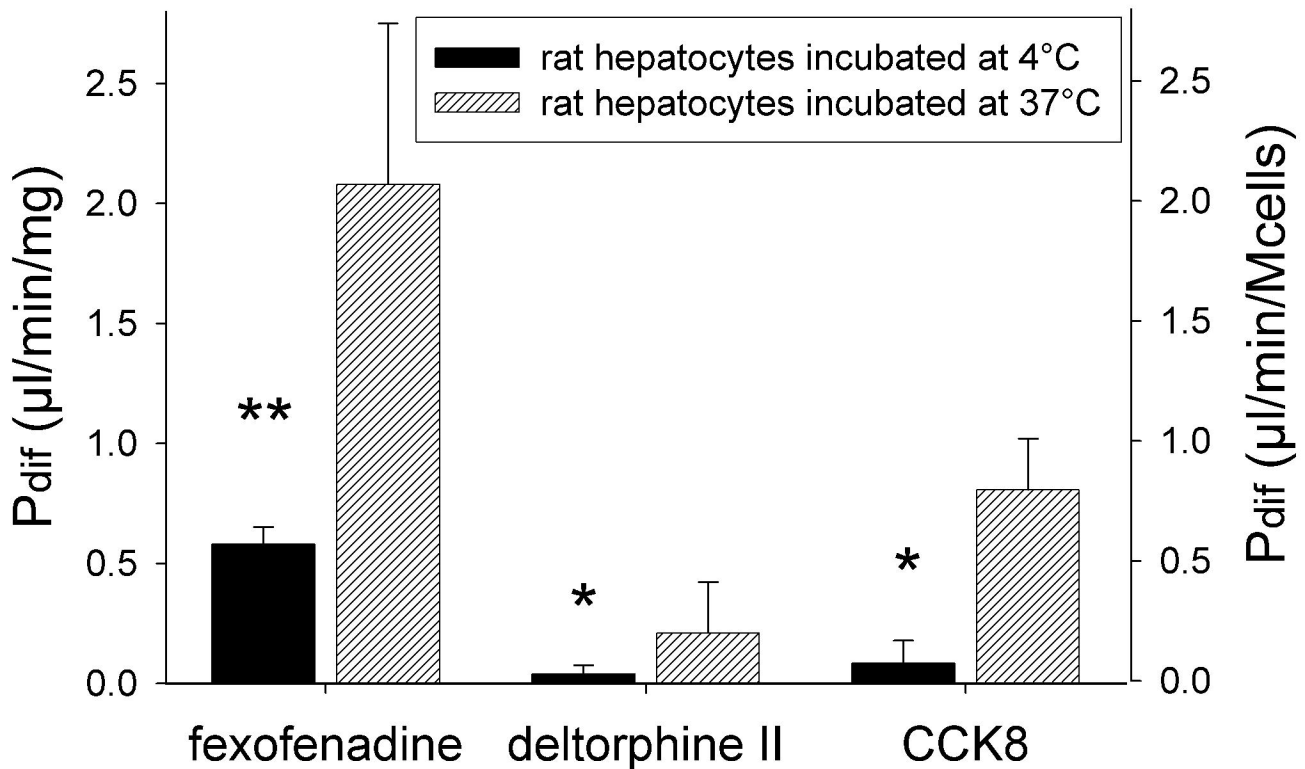 rat hepatocytes incubated at 4°C
rat hepatocytes incubated at 37°C
Pdif (µl/min/mg)
2.5
2.0
1.5
1.0
0.5
0.0
**
*
*
2.5
2.0
1.5
1.0
0.5
0.0
Pdif (µl/min/Mcells)
fexofenadine
deltorphine II
CCK8